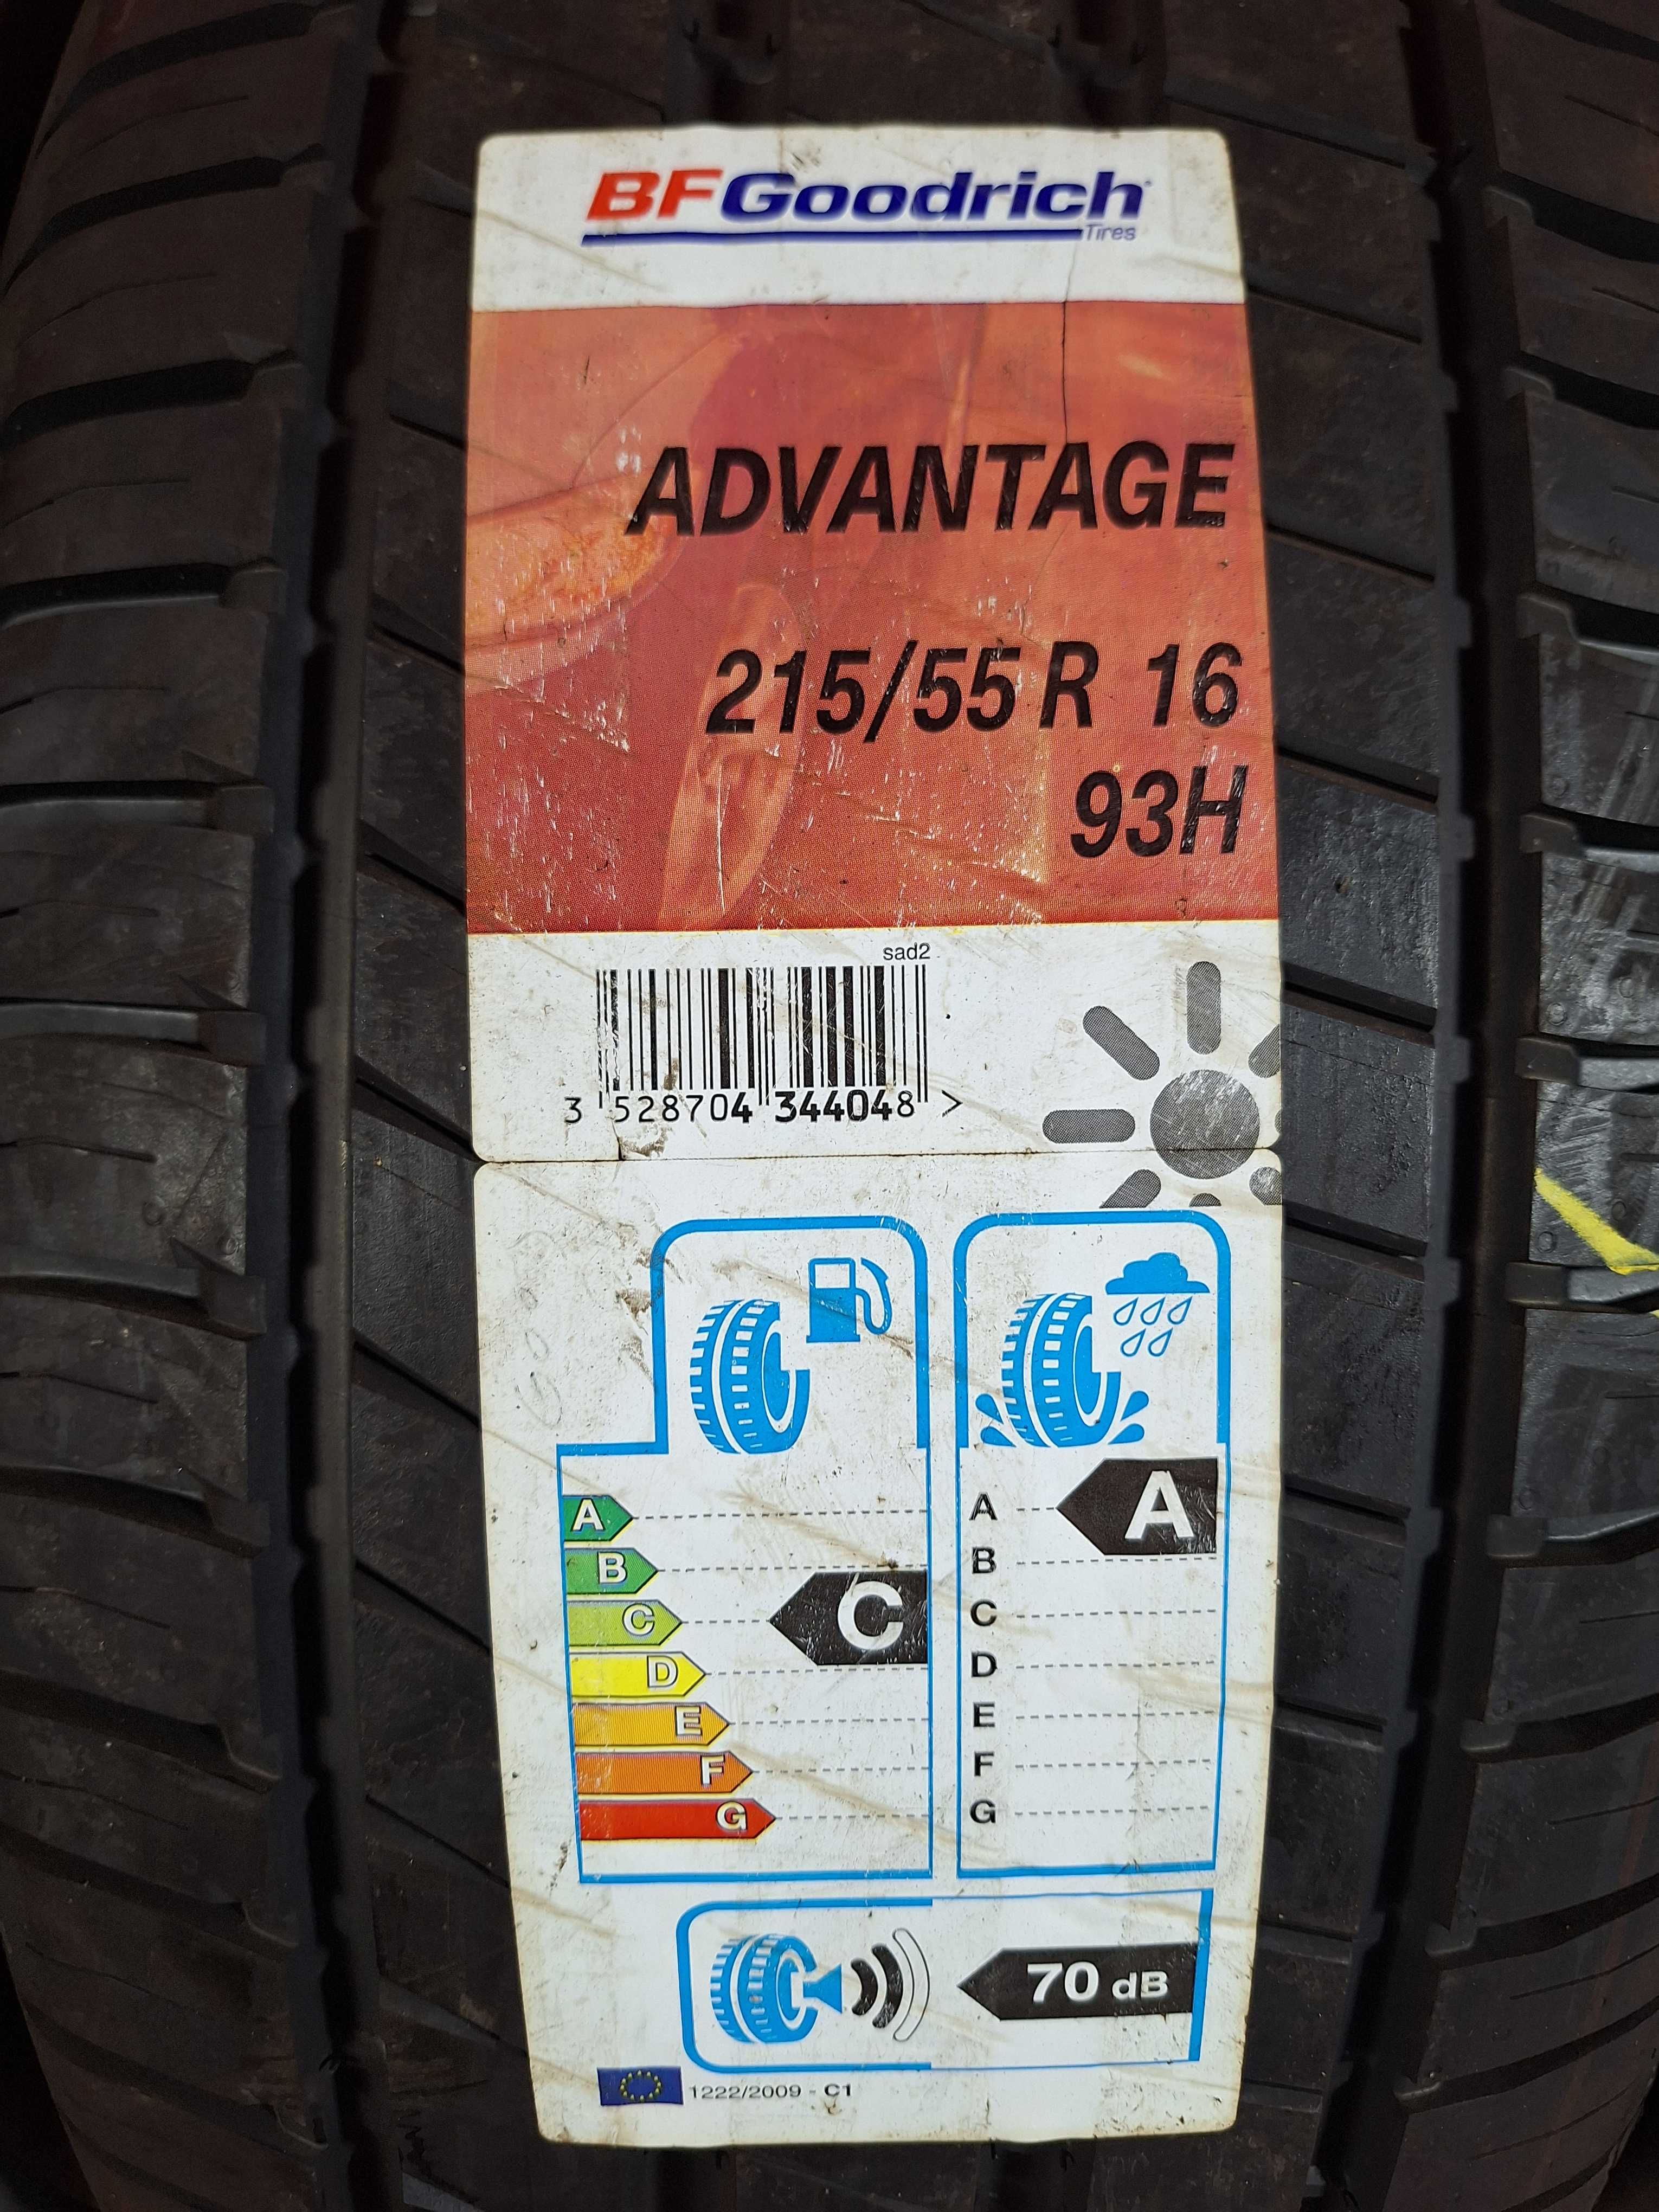 BFGoodrich
Tires
ADVANTAGE
215/55 R 16
93H
sad2
3 528704 344048 >
A
B
C
D
E
F
G
C
A
B
C
D
E
F
G
A
70 dB
1222/2009 - C1